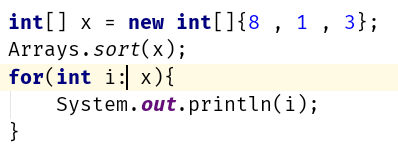 int[] x = new int[]{8 , 1 , 3};
Arrays.sort(x);
for(int i: x){
    System.out.println(i);
}